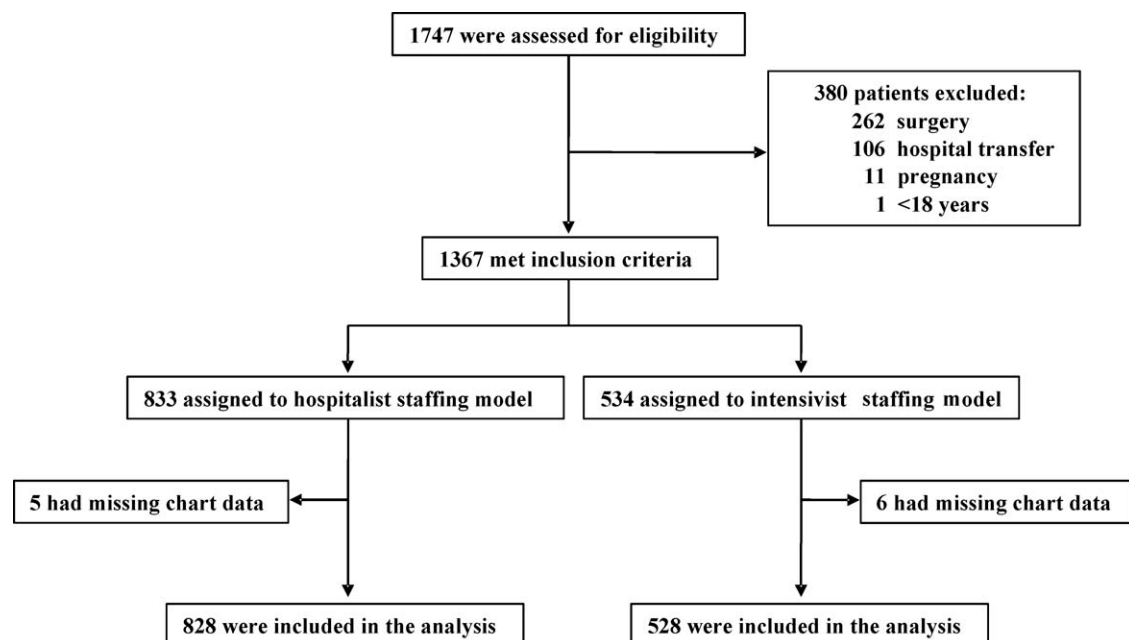 1747 were assessed for eligibility
380 patients excluded:
262 surgery
106 hospital transfer
11 pregnancy
1 <18 years
1367 met inclusion criteria
833 assigned to hospitalist staffing model
534 assigned to intensivist staffing model
5 had missing chart data
6 had missing chart data
828 were included in the analysis
528 were included in the analysis